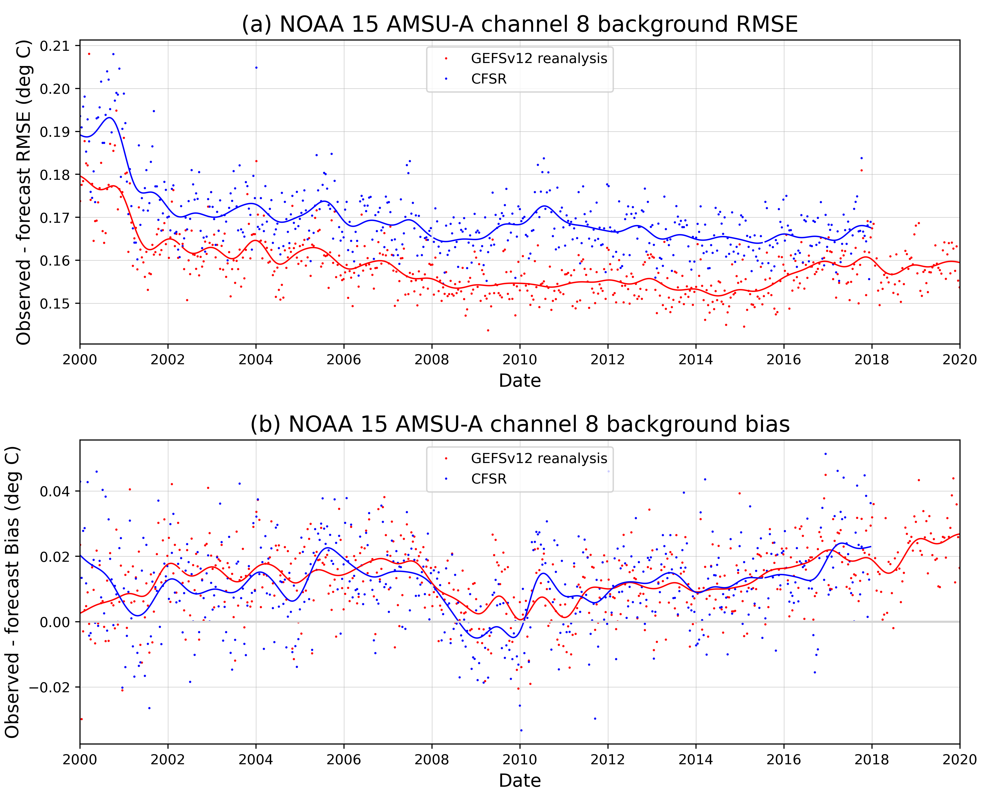 (a) NOAA 15 AMSU-A channel 8 background RMSE
Observed - forecast RMSE (deg C)
0.21
0.20
0.19
0.18
0.17
0.16
0.15
GEFSv12 reanalysis
CFSR
2000 2002 2004 2006 2008 2010 2012 2014 2016 2018 2020
Date
(b) NOAA 15 AMSU-A channel 8 background bias
Observed - forecast Bias (deg C)
0.04
0.02
0.00
−0.02
GEFSv12 reanalysis
CFSR
2000 2002 2004 2006 2008 2010 2012 2014 2016 2018 2020
Date